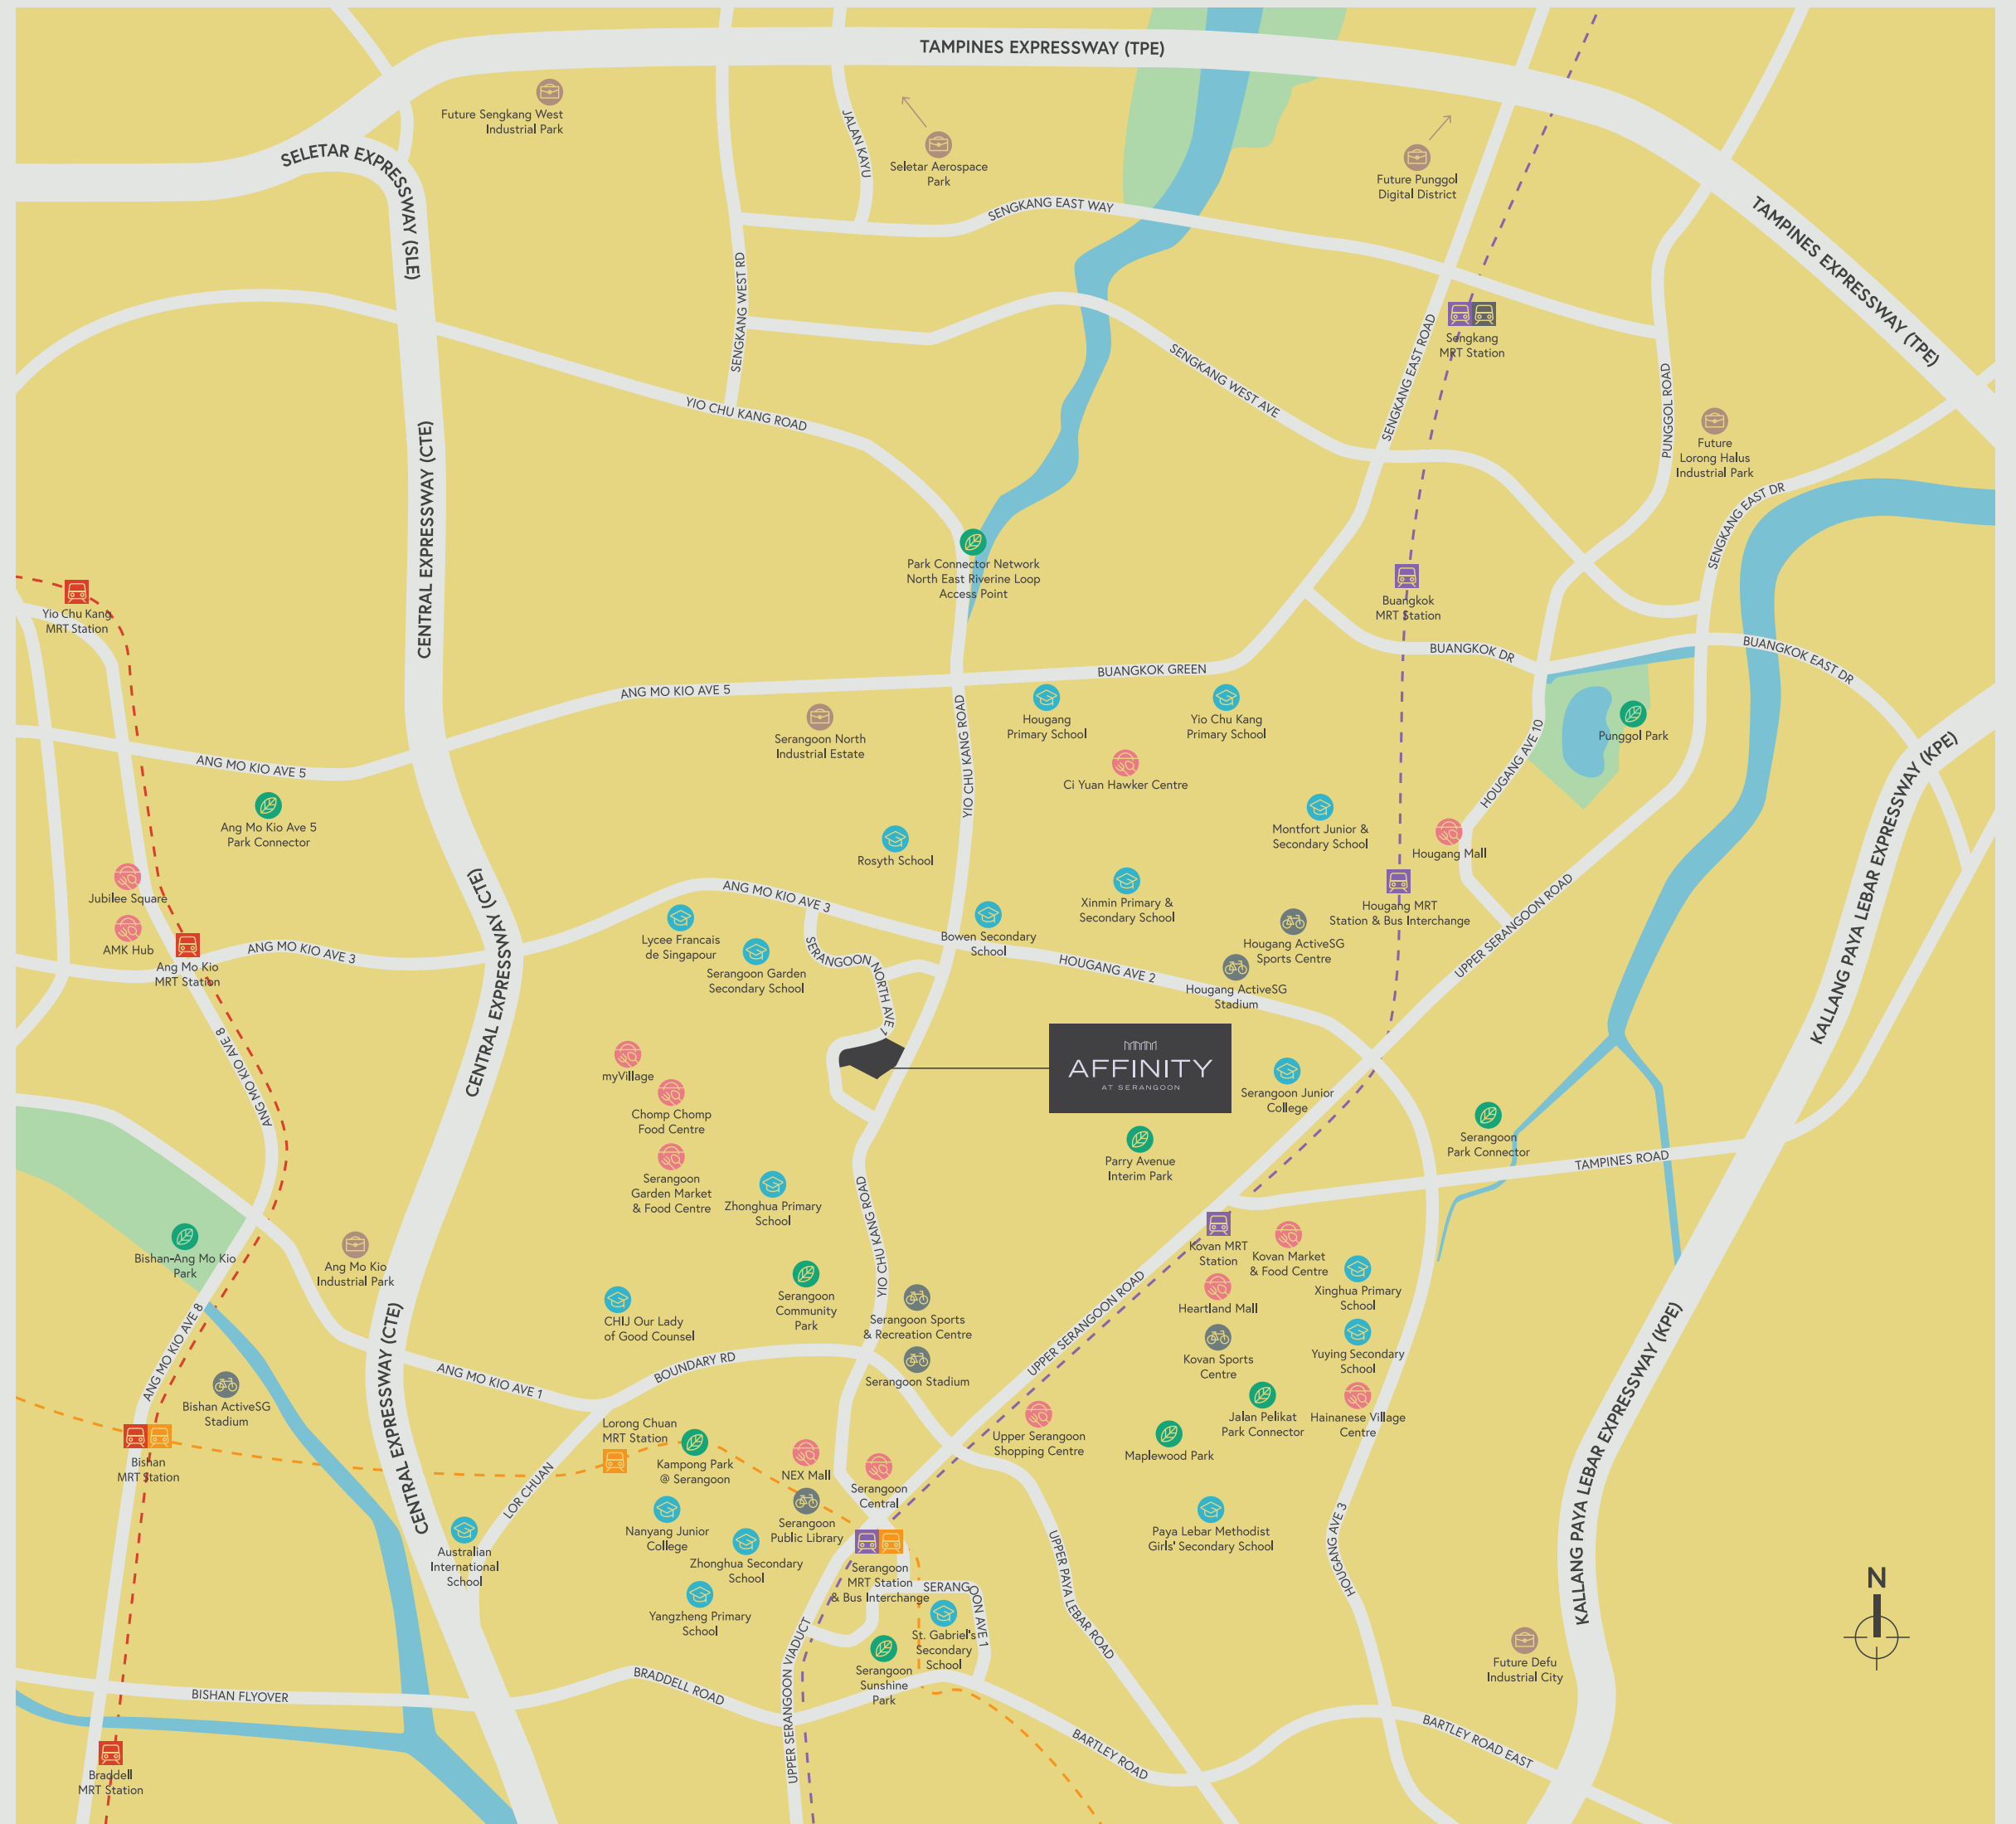 TAMPINES EXPRESSWAY (TPE)
Future Sengkang West
Industrial Park
JALAN KAYU
Seletar Aerospace
Park
Future Punggol
Digital District
SELETAR EXPRESSWAY (SLE)
SENGKANG EAST WAY
TAMPINES EXPRESSWAY (TPE)
SENGKANG WEST RD
Sengkang
MRT Station
SENGKANG EAST ROAD
SENGKANG WEST AVE
PUNGGOL ROAD
YIO CHU KANG ROAD
Future
Lorong Halus
Industrial Park
CENTRAL EXPRESSWAY (CTE)
SENGKANG EAST DR
Park Connector Network
North East Riverine Loop
Access Point
Yio Chu Kang
MRT Station
Buangkok
MRT Station
BUANGKOK DR
BUANGKOK EAST DR
BUANGKOK GREEN
ANG MO KIO AVE 5
Hougang
Primary School
Yio Chu Kang
Primary School
Punggol Park
Serangoon North
Industrial Estate
YIO CHU KANG ROAD
HOUGANG AVE 10
ANG MO KIO AVE 5
Ci Yuan Hawker Centre
KALLANG PAYA LEBAR EXPRESSWAY (KPE)
Ang Mo Kio Ave 5
Park Connector
Montfort Junior &
Secondary School
Hougang Mall
Rosyth School
Jubilee Square
AMK Hub
ANG MO KIO AVE 3
CENTRAL EXPRESSWAY (CTE)
Xinmin Primary &
Secondary School
Hougang MRT
Station & Bus Interchange
UPPER SERANGOON ROAD
Lycee Francais
de Singapour
Serangoon Garden
Secondary School
SERANGOON NORTH AVE 1
Bowen Secondary
School
Hougang ActiveSG
Sports Centre
ANG MO KIO AVE 3
Ang Mo Kio
MRT Station
HOUGANG AVE 2
Hougang ActiveSG
Stadium
ANG MO KIO AVE 8
AFFINITY
AT SERANGOON
myVillage
Chomp Chomp
Food Centre
Serangoon Junior
College
Serangoon
Park Connector
TAMPINES ROAD
Parry Avenue
Interim Park
Serangoon
Garden Market
& Food Centre
Zhonghua Primary
School
YIO CHU KANG ROAD
Bishan-Ang Mo Kio
Park
Ang Mo Kio
Industrial Park
Kovan MRT
Station
Kovan Market
& Food Centre
Heartland Mall
Xinghua Primary
School
Serangoon
Community
Park
CHIJ Our Lady
of Good Counsel
Serangoon Sports
& Recreation Centre
UPPER SERANGOON ROAD
Kovan Sports
Centre
Yuying Secondary
School
ANG MO KIO AVE 8
CENTRAL EXPRESSWAY (CTE)
KALLANG PAYA LEBAR EXPRESSWAY (KPE)
Bishan ActiveSG
Stadium
ANG MO KIO AVE 1
BOUNDARY RD
Serangoon Stadium
Jalan Pelikat
Park Connector
Hainanese Village
Centre
Lorong Chuan
MRT Station
Upper Serangoon
Shopping Centre
Maplewood Park
Bishan
MRT Station
Kampong Park
@ Serangoon
NEX Mall
Serangoon
Central
LOR CHUAN
Serangoon
Public Library
Nanyang Junior
College
Paya Lebar Methodist
Girls' Secondary School
HOUGANG AVE 3
Australian
International
School
Zhonghua Secondary
School
Serangoon
MRT Station
& Bus Interchange
UPPER PAYA LEBAR ROAD
SERANGOON AVE 1
Yangzheng Primary
School
N
St. Gabriel's
Secondary
School
Serangoon
Sunshine
Park
UPPER SERANGOON VIADUCT
Future Defu
Industrial City
BISHAN FLYOVER
BRADDELL ROAD
BARTLEY ROAD
BARTLEY ROAD EAST
Braddell
MRT Station